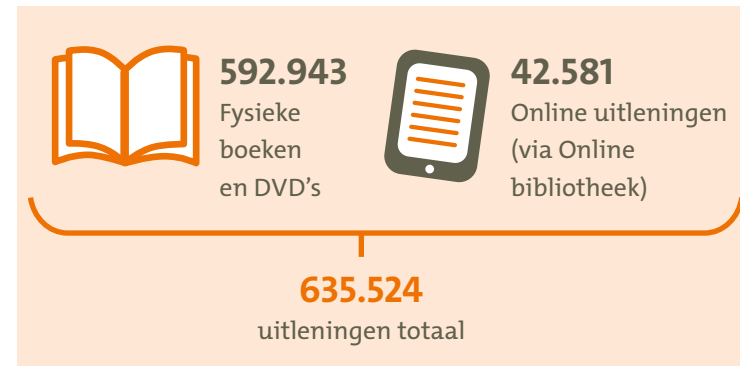 592.943
Fysieke
boeken
en DVD’s
42.581
Online uitleningen
(via Online
bibliotheek)
635.524
uitleningen totaal